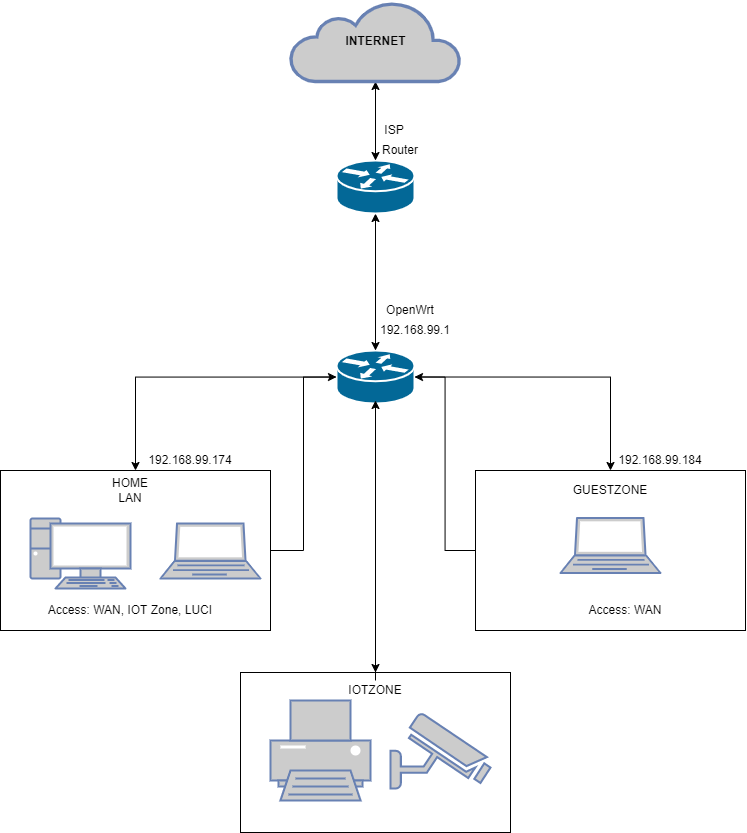 INTERNET
ISP
Router
OpenWrt
192.168.99.1
192.168.99.174
192.168.99.184
HOME
LAN
GUESTZONE
Access: WAN, IOT Zone, LUCI
Access: WAN
IOTZONE